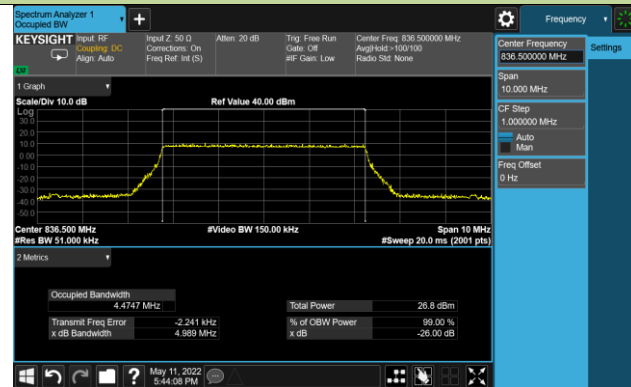 Spectrum Analyzer 1
Occupied BW
Frequency
KEYSIGHT
Input: RF
Coupling: DC
Align: Auto
Input Z: 50 Ω
Corrections: On
Freq Ref: Int (S)
Atten: 20 dB
Trig: Free Run
Gate: Off
#IF Gain: Low
Center Freq: 836.500000 MHz
Avg|Hold:>100/100
Radio Std: None
LXI
Center Frequency
836.500000 MHz
Settings
Span
10.000 MHz
CF Step
1.000000 MHz
Auto
Man
Freq Offset
0 Hz
1 Graph
Scale/Div 10.0 dB
Ref Value 40.00 dBm
Log
30.0
20.0
10.0
0.00
-10.0
-20.0
-30.0
-40.0
-50.0
Center 836.500 MHz
#Video BW 150.00 kHz
Span 10 MHz
#Res BW 51.000 kHz
#Sweep 20.0 ms (2001 pts)
2 Metrics
Occupied Bandwidth
4.4747 MHz
Total Power 26.8 dBm
Transmit Freq Error -2.241 kHz
% of OBW Power 99.00 %
x dB Bandwidth 4.989 MHz
x dB -26.00 dB
?
May 11, 2022
5:44:08 PM